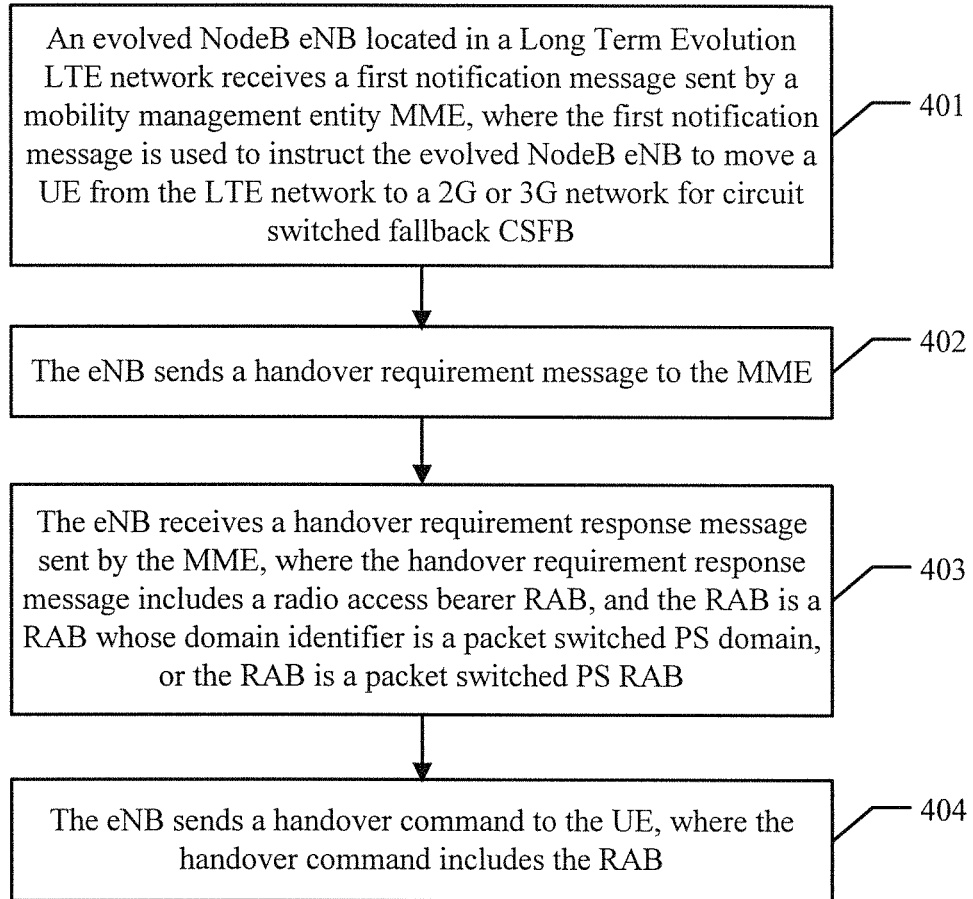 An evolved NodeB eNB located in a Long Term Evolution
LTE network receives a first notification message sent by a
mobility management entity MME, where the first notification
message is used to instruct the evolved NodeB eNB to move a
UE from the LTE network to a 2G or 3G network for circuit
switched fallback CSFB
401
The eNB sends a handover requirement message to the MME
402
The eNB receives a handover requirement response message
sent by the MME, where the handover requirement response
message includes a radio access bearer RAB, and the RAB is a
RAB whose domain identifier is a packet switched PS domain,
or the RAB is a packet switched PS RAB
403
The eNB sends a handover command to the UE, where the
handover command includes the RAB
404